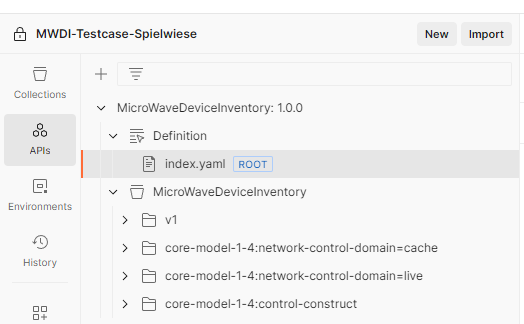 MWDI-Testcase-Spielwiese
New
Import
Collections
APIs
Environments
History
MicroWaveDeviceInventory: 1.0.0
Definition
index.yaml ROOT
MicroWaveDeviceInventory
v1
core-model-1-4:network-control-domain=cache
core-model-1-4:network-control-domain=live
core-model-1-4:control-construct